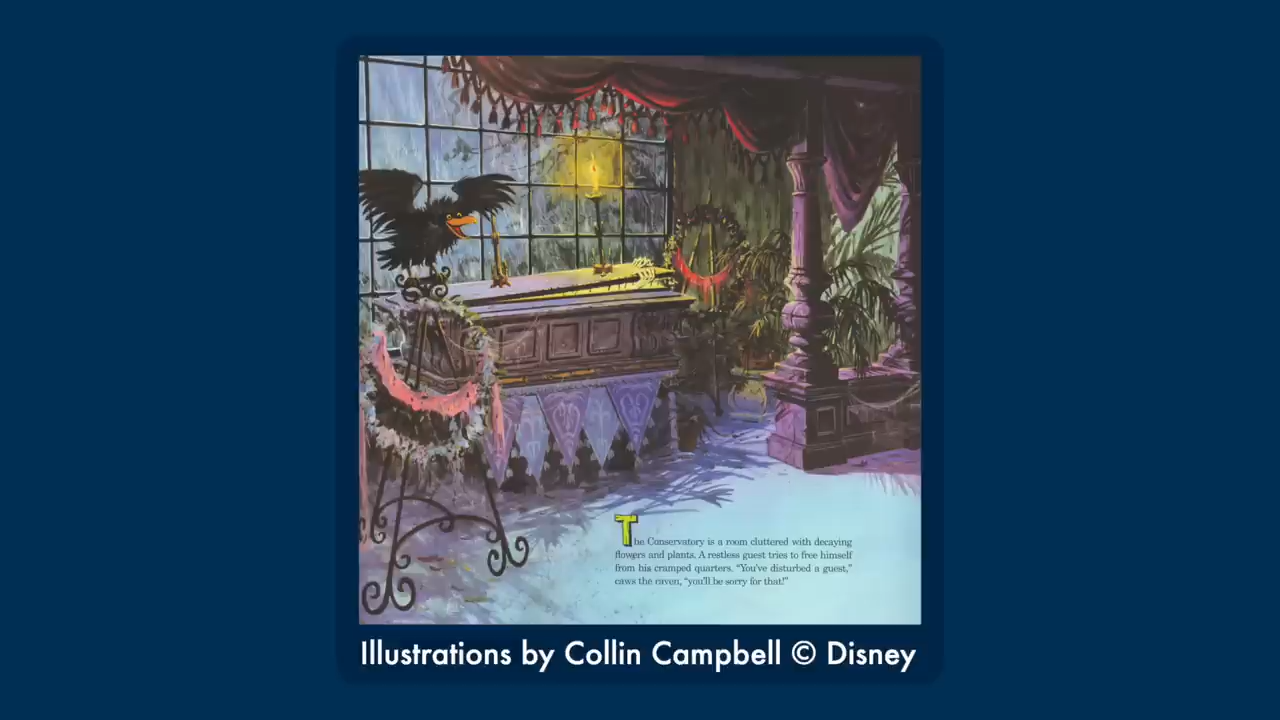 The Conservatory is a room cluttered with decaying
flowers and plants. A restless guest tries to free himself
from his cramped quarters. “You’ve disturbed a guest,”
caws the raven, “you’ll be sorry for that!”
Illustrations by Collin Campbell © Disney